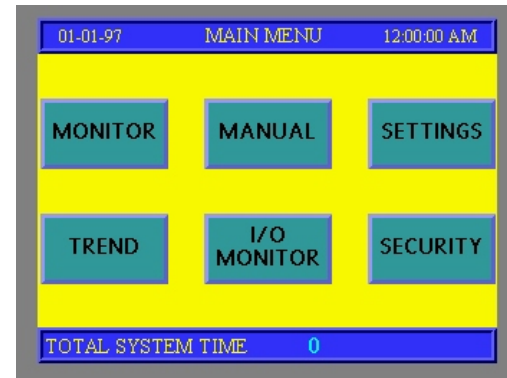 01-01-97 MAIN MENU 12:00:00 AM
MONITOR MANUAL SETTINGS
TREND I/O MONITOR SECURITY
TOTAL SYSTEM TIME 0